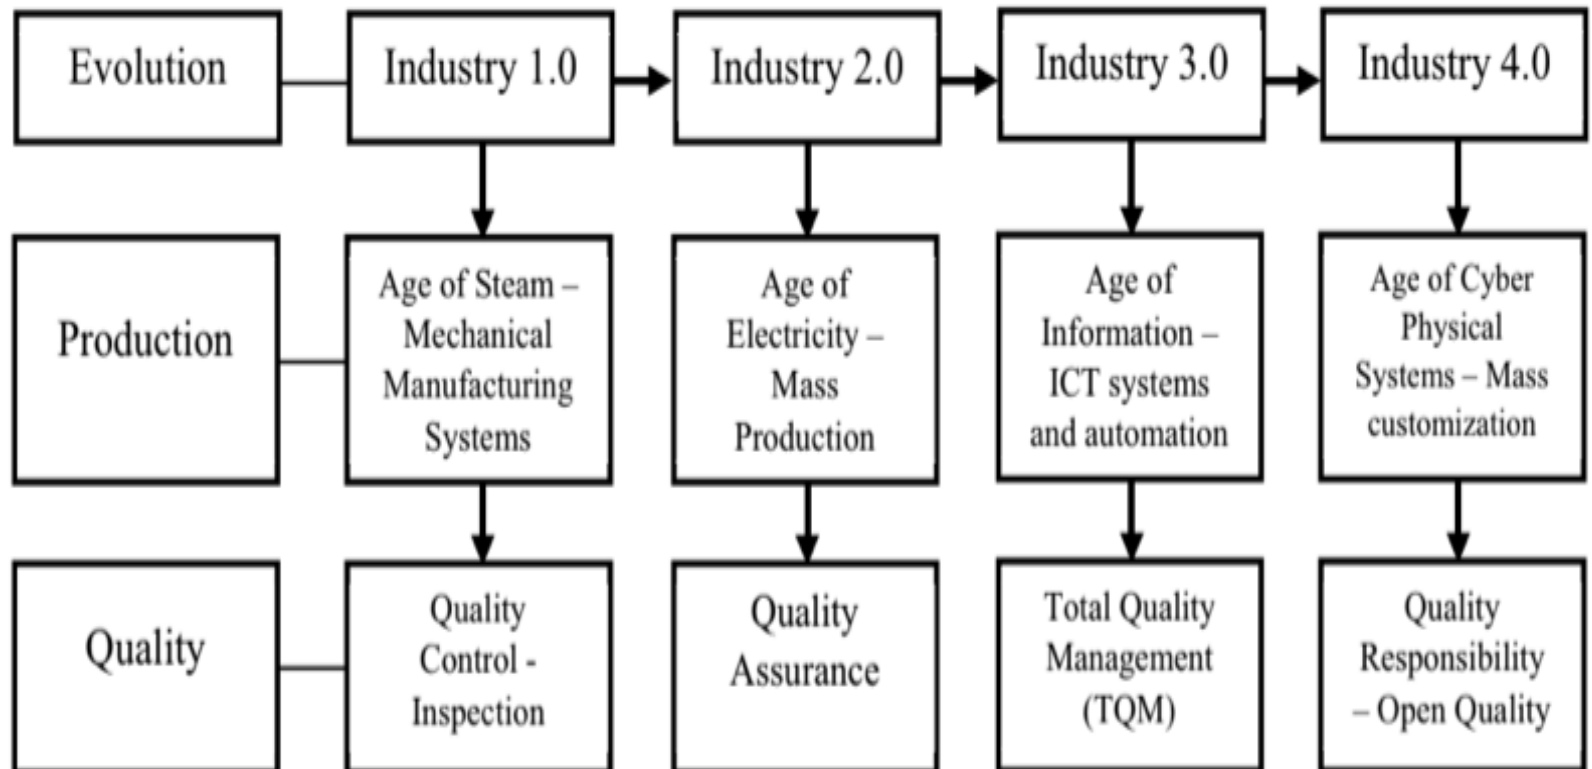 Evolution
Industry 1.0
Industry 2.0
Industry 3.0
Industry 4.0
Production
Age of Steam –
Mechanical
Manufacturing
Systems
Age of
Electricity –
Mass
Production
Age of
Information –
ICT systems
and automation
Age of Cyber
Physical
Systems – Mass
customization
Quality
Quality
Control -
Inspection
Quality
Assurance
Total Quality
Management
(TQM)
Quality
Responsibility
– Open Quality